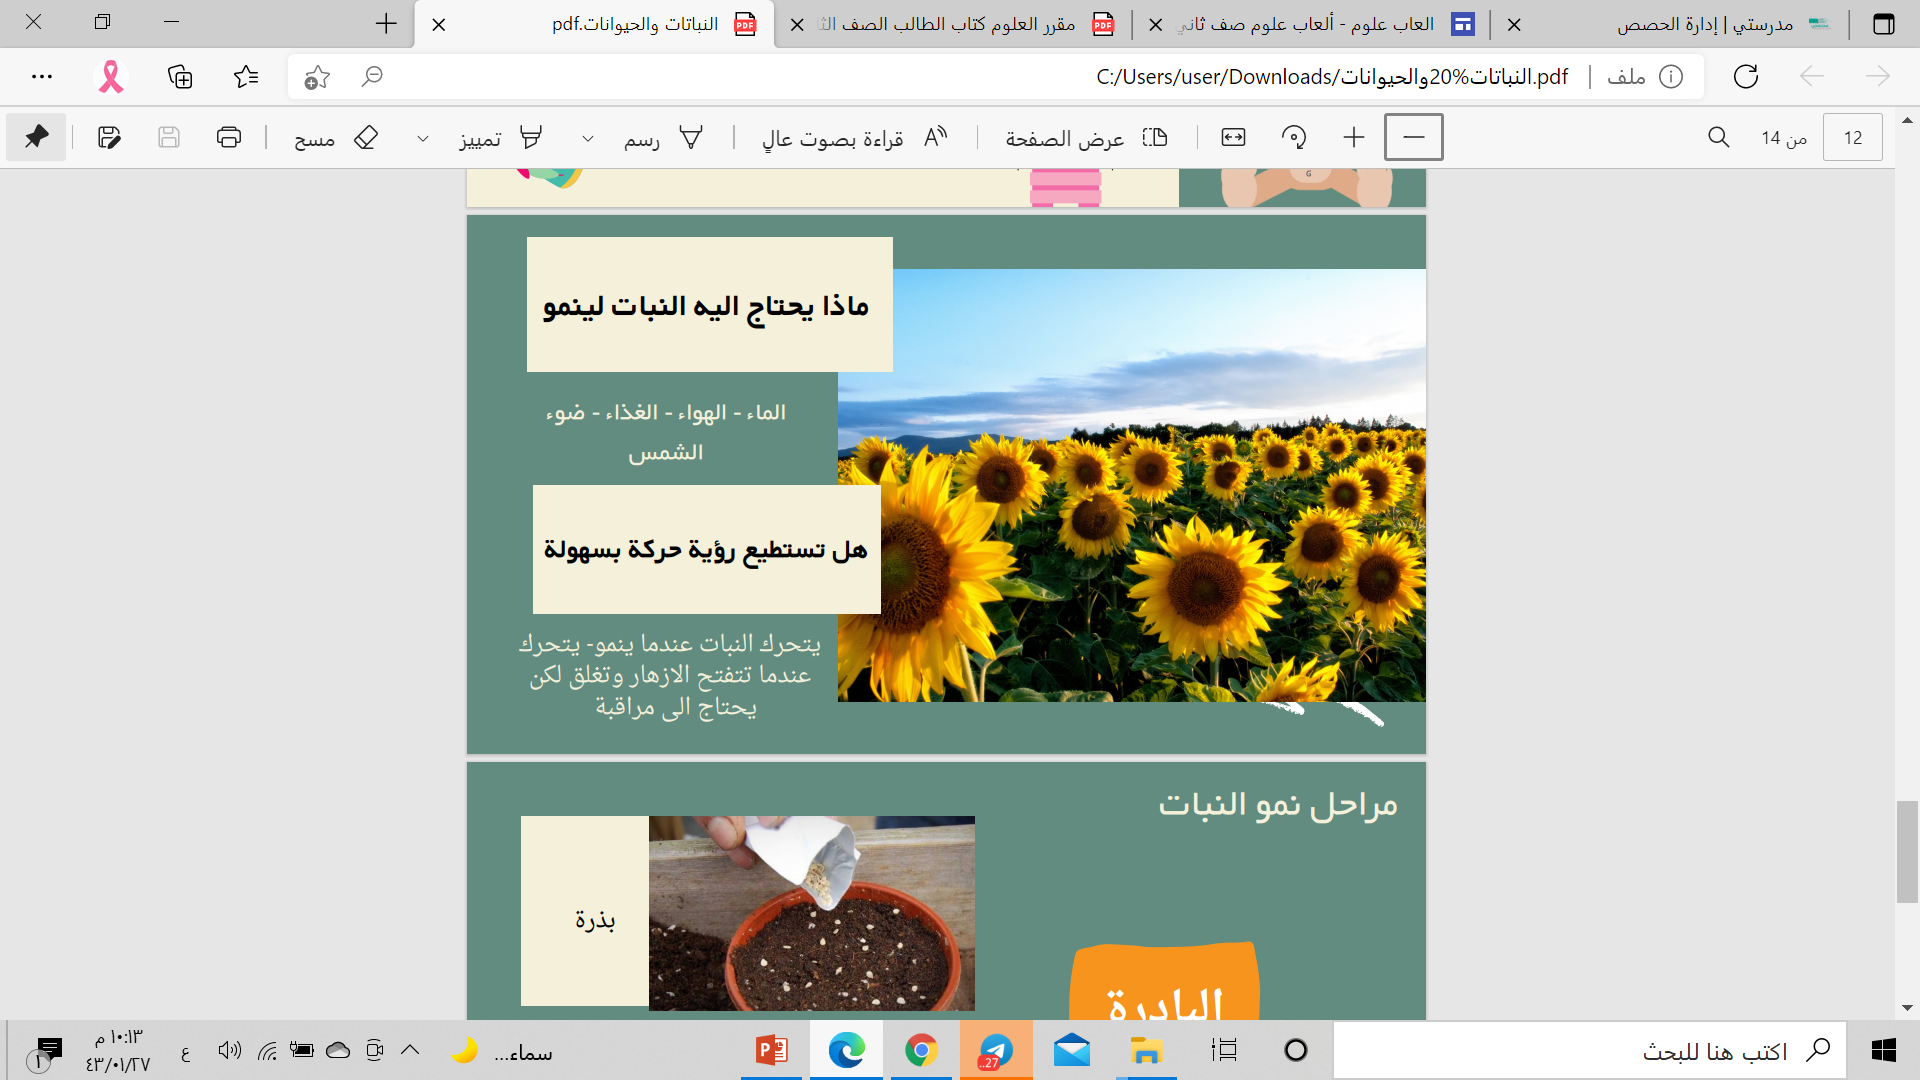 مدرستي | إدارة الحصص
العاب علوم - ألعاب علوم صف ثاني
مقرر العلوم كتاب الطالب الصف
النباتات والحيوانات.pdf
ملف
C:/Users/user/Downloads/النباتات%20والحيوانات.pdf
12
من 14
عرض الصفحة
قراءة بصوت عالٍ
رسم
تمييز
مسح
G
ماذا يحتاج اليه النبات لينمو
الماء - الهواء - الغذاء - ضوء
الشمس
هل تستطيع رؤية حركة بسهولة
يتحرك النبات عندما ينمو- يتحرك
عندما تتفتح الازهار وتغلق لكن
يحتاج الى مراقبة
مراحل نمو النبات
بذرة
البادرة
اكتب هنا للبحث
27..
سماء...
ع
١٠:١٣ م
٤٣/٠١/٢٧
١